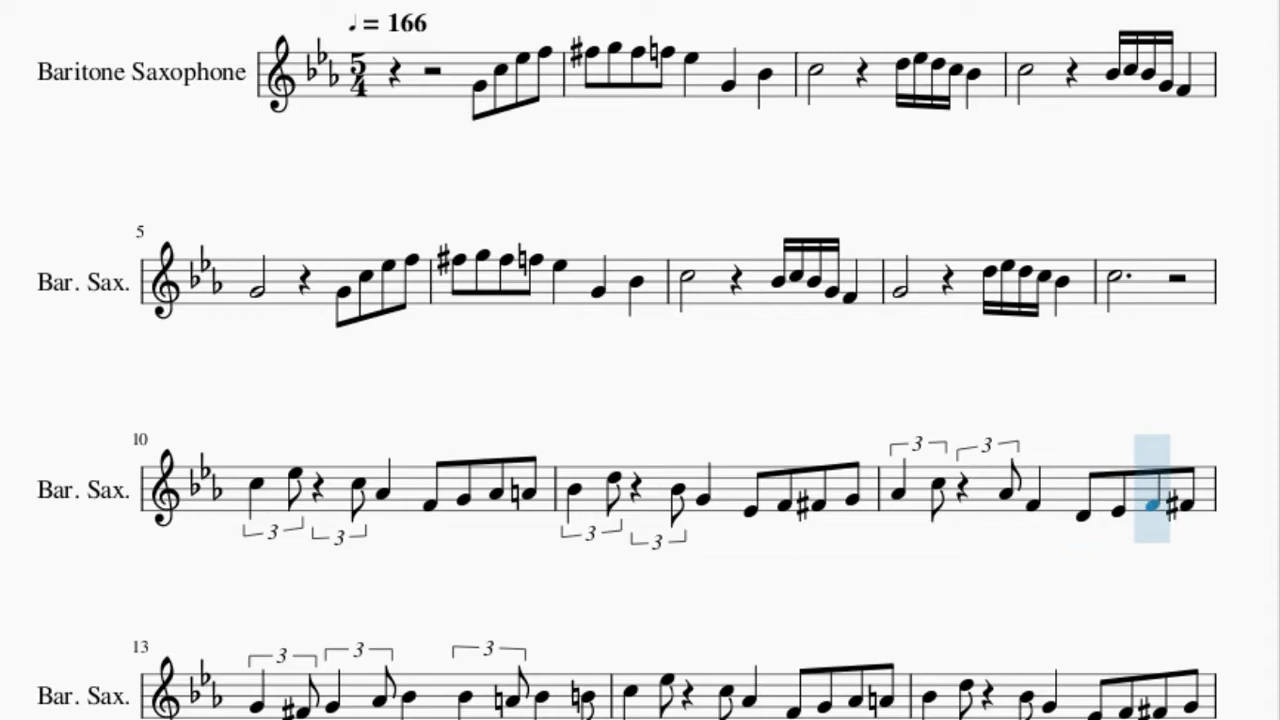 ♩ = 166
Baritone Saxophone
5
4
5
Bar. Sax.
10
3 3 3 3 3 3
Bar. Sax.
13
3 3 3
Bar. Sax.